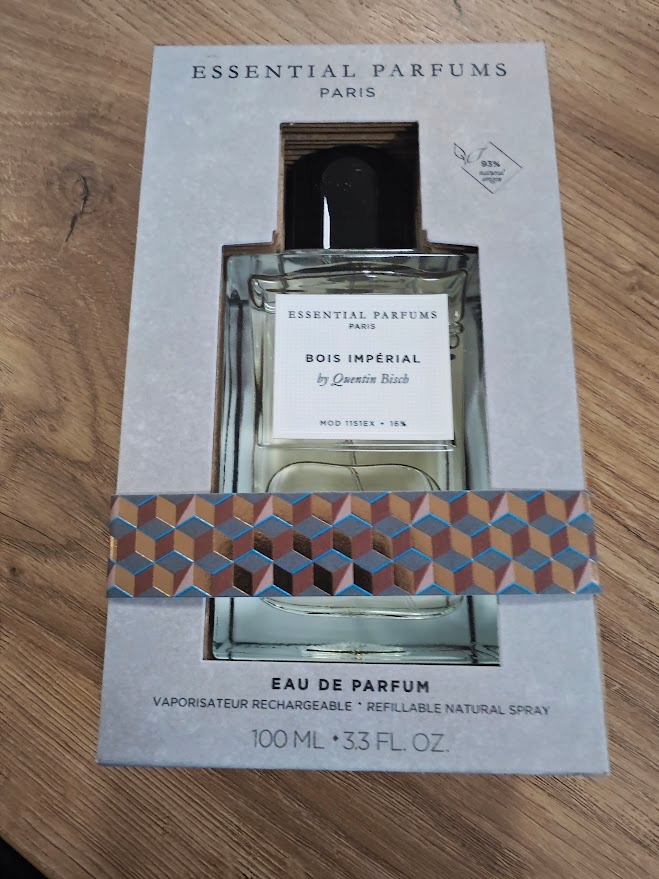 ESSENTIAL PARFUMS
PARIS
93%
natural
origin
ESSENTIAL PARFUMS
PARIS
BOIS IMPÉRIAL
by Quentin Bisch
MOD 1151EX • 16%
EAU DE PARFUM
VAPORISATEUR RECHARGEABLE • REFILLABLE NATURAL SPRAY
100 ML • 3.3 FL. OZ.